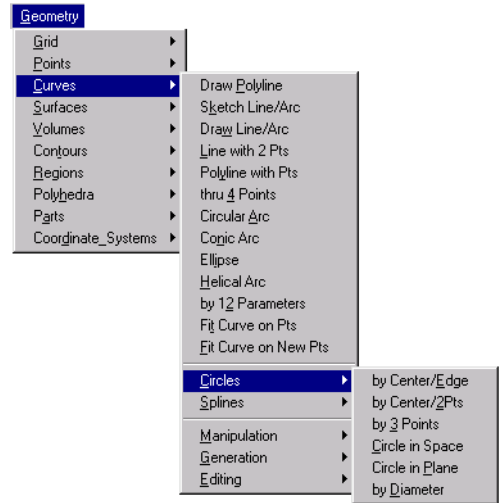 Geometry
Grid
Points
Curves
Surfaces
Volumes
Contours
Regions
Polyhedra
Parts
Coordinate_Systems
Draw Polyline
Sketch Line/Arc
Draw Line/Arc
Line with 2 Pts
Polyline with Pts
thru 4 Points
Circular Arc
Conic Arc
Ellipse
Helical Arc
by 12 Parameters
Fit Curve on Pts
Fit Curve on New Pts
Circles
Splines
Manipulation
Generation
Editing
by Center/Edge
by Center/2Pts
by 3 Points
Circle in Space
Circle in Plane
by Diameter